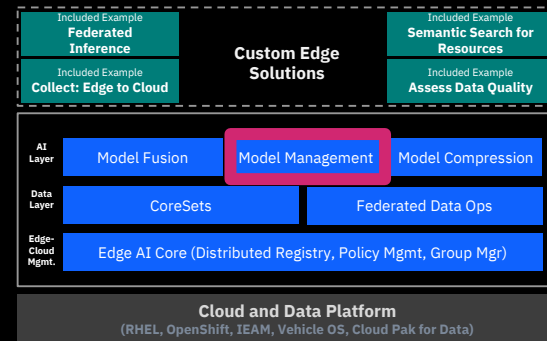 Included Example
Federated
Inference
Included Example
Collect: Edge to Cloud
Custom Edge
Solutions
Included Example
Semantic Search for
Resources
Included Example
Assess Data Quality
AI
Layer
Model Fusion
Model Management
Model Compression
Data
Layer
CoreSets
Federated Data Ops
Edge-
Cloud
Mgmt.
Edge AI Core (Distributed Registry, Policy Mgmt, Group Mgr)
Cloud and Data Platform
(RHEL, OpenShift, IEAM, Vehicle OS, Cloud Pak for Data)